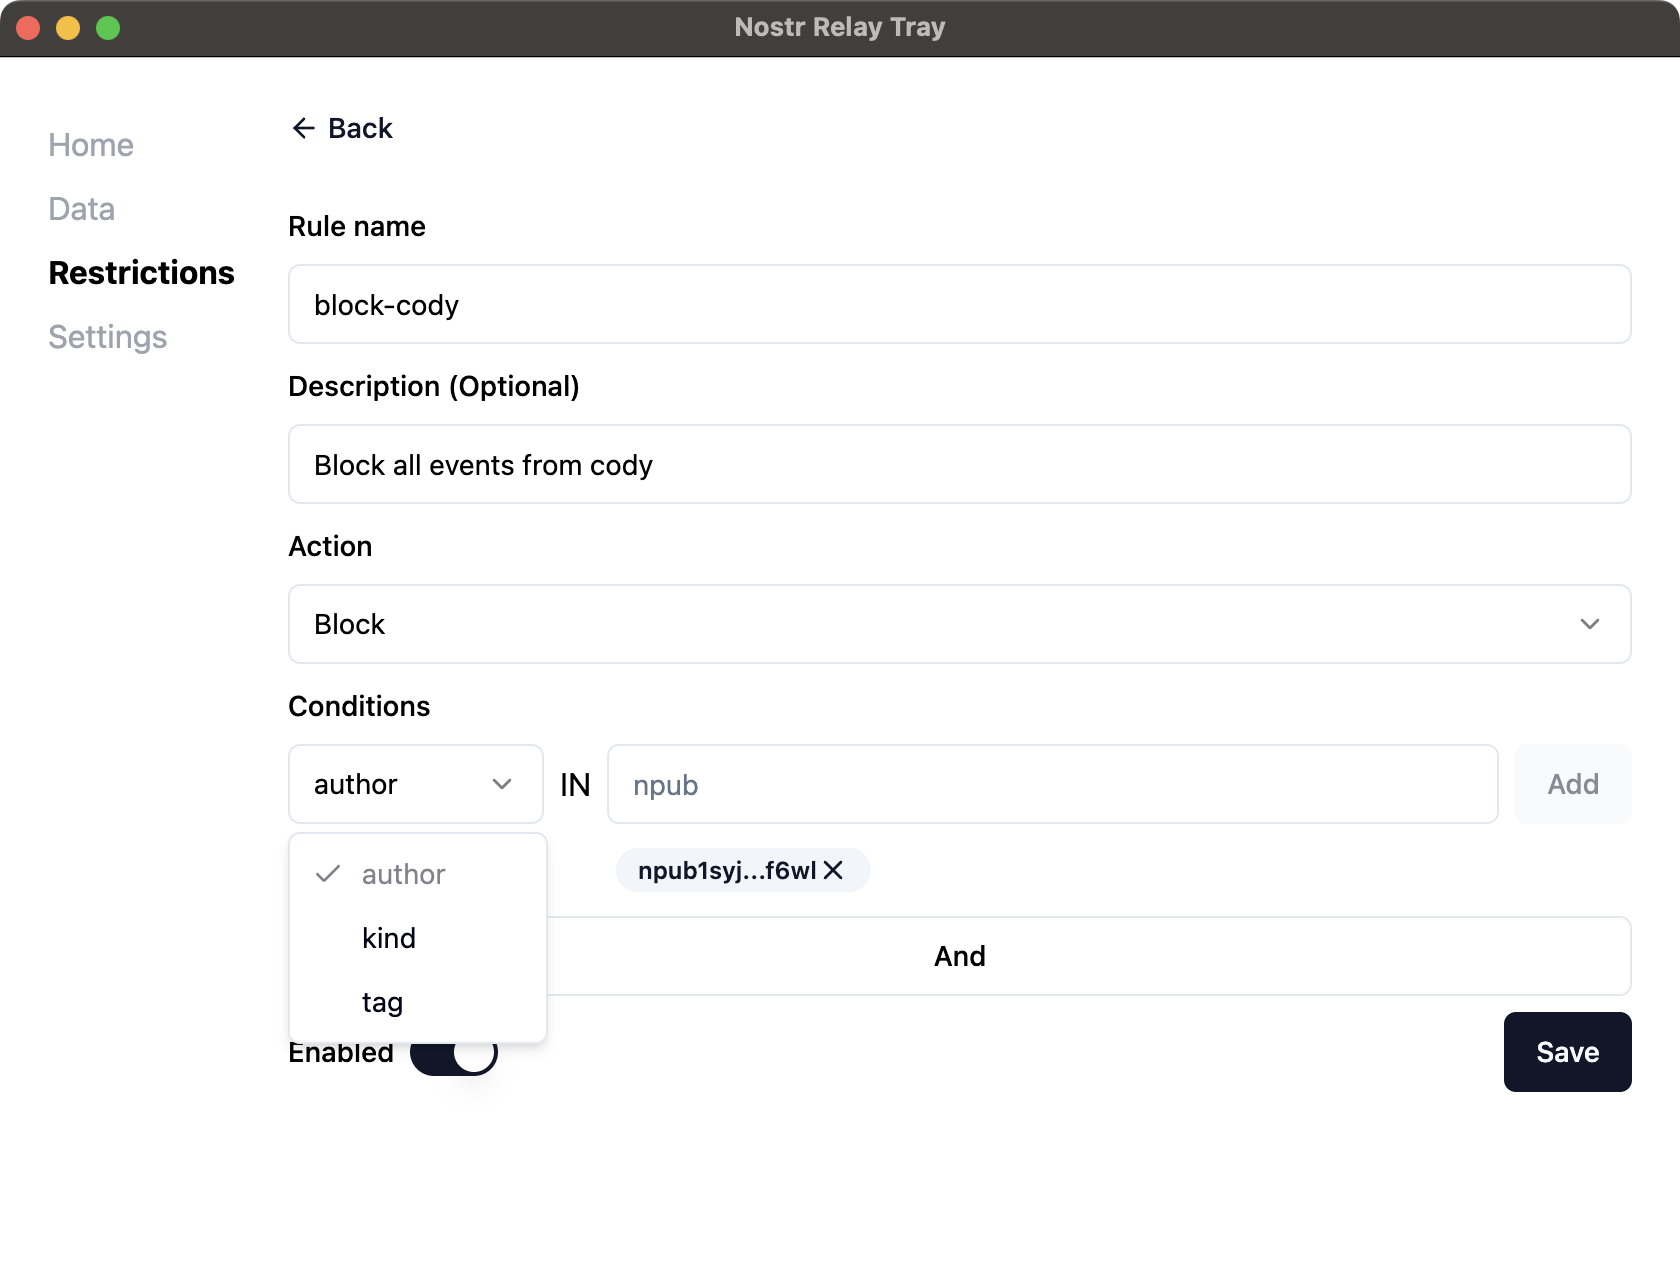 Nostr Relay Tray
Home
Data
Restrictions
Settings
Back
Rule name
block-cody
Description (Optional)
Block all events from cody
Action
Block
Conditions
author
IN
npub
Add
author
kind
tag
npub1syj...f6wl
And
Enabled
Save